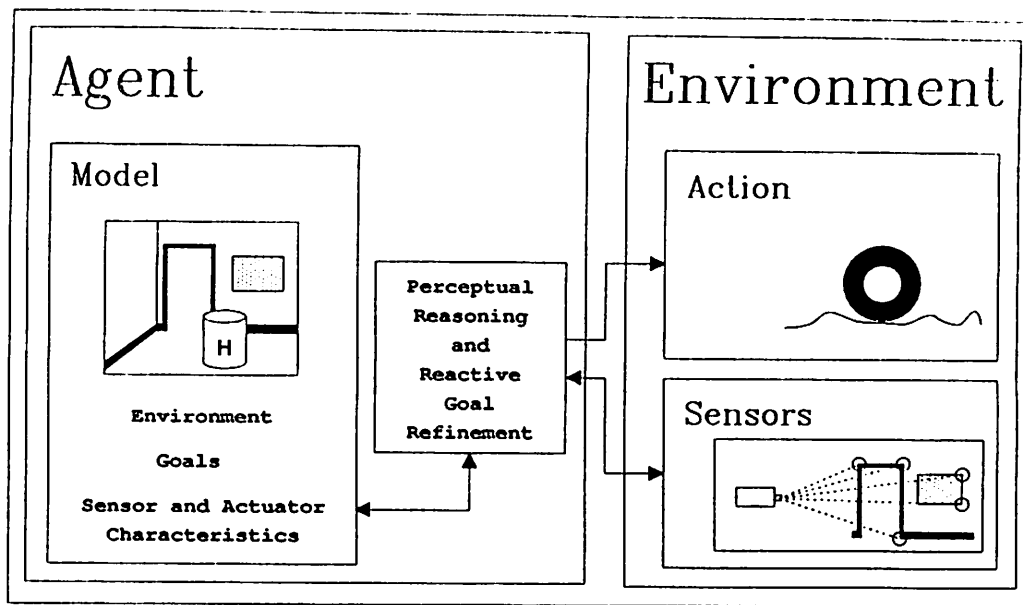 Agent
Model
H
Environment
Goals
Sensor and Actuator
Characteristics
Perceptual
Reasoning
and
Reactive
Goal
Refinement
Environment
Action
Sensors